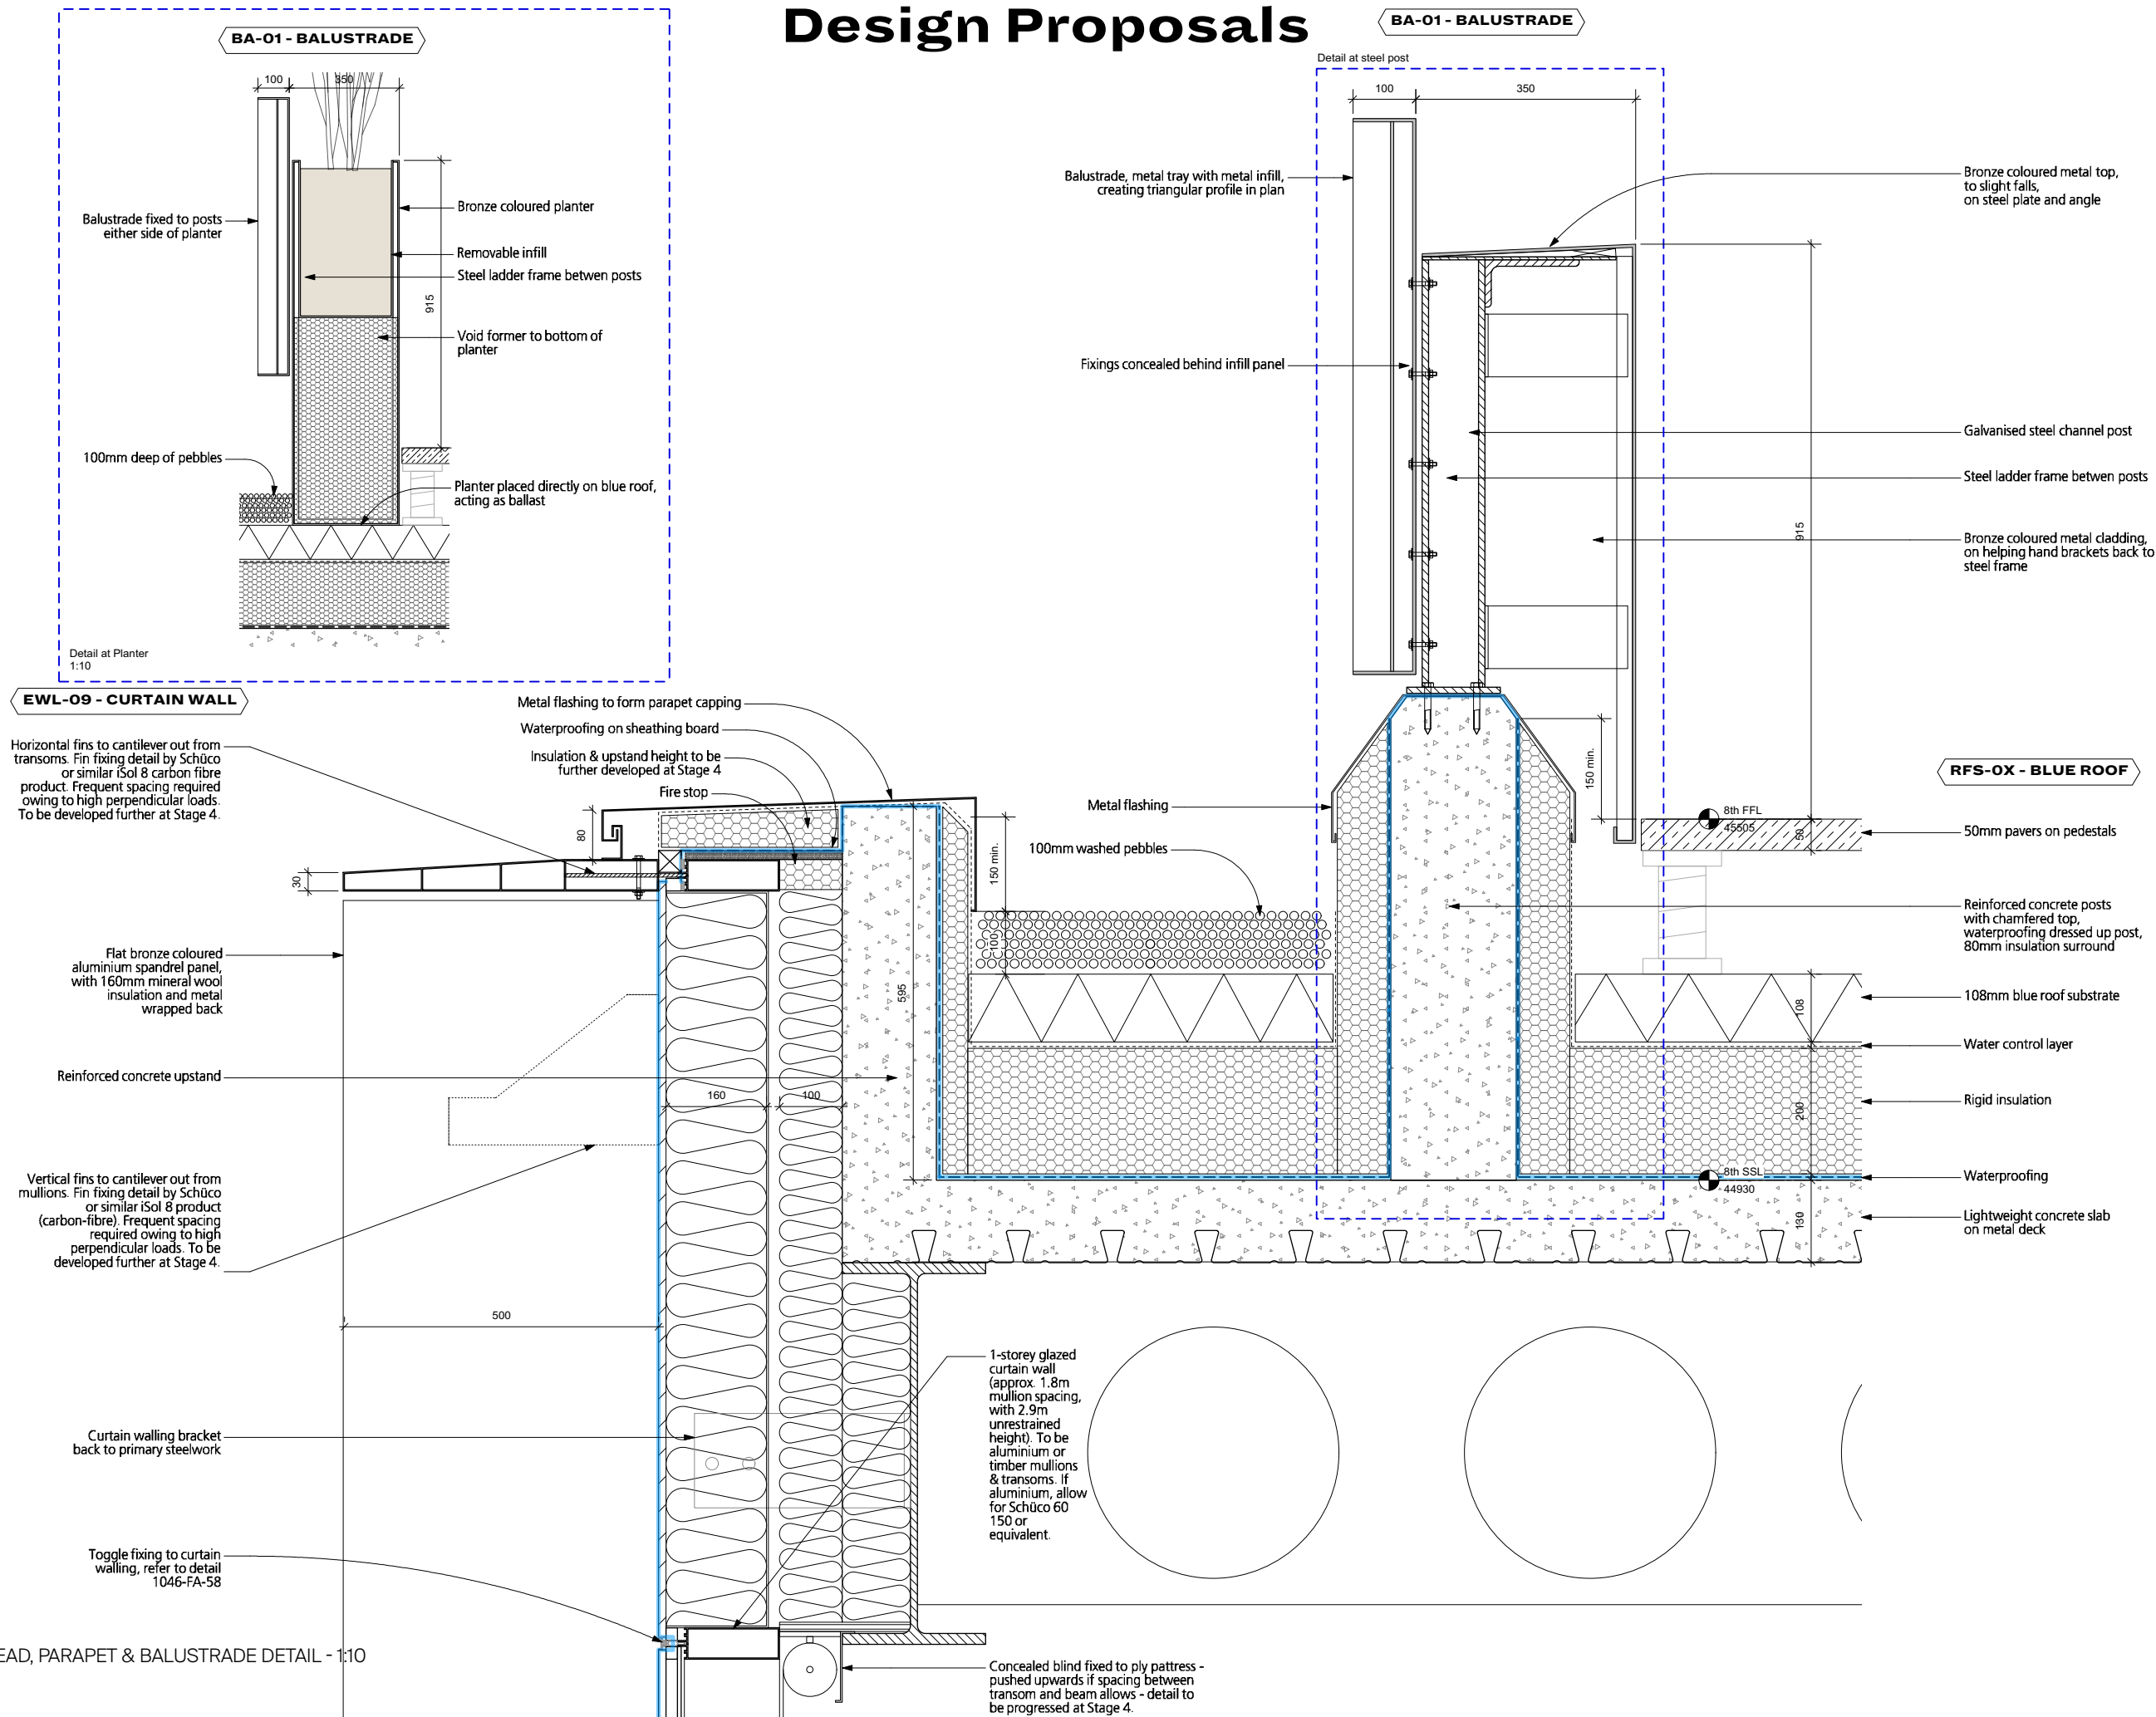 Design Proposals
BA-01 - BALUSTRADE
100
350
Balustrade fixed to posts
either side of planter
Bronze coloured planter
Removable infill
Steel ladder frame betwen posts
915
Void former to bottom of
planter
100mm deep of pebbles
Planter placed directly on blue roof,
acting as ballast
Detail at Planter
1:10
BA-01 - BALUSTRADE
Detail at steel post
100
350
Balustrade, metal tray with metal infill,
creating triangular profile in plan
Bronze coloured metal top,
to slight falls,
on steel plate and angle
Fixings concealed behind infill panel
Galvanised steel channel post
Steel ladder frame betwen posts
915
Bronze coloured metal cladding,
on helping hand brackets back to
steel frame
EWL-09 - CURTAIN WALL
Horizontal fins to cantilever out from
transoms. Fin fixing detail by Schüco
or similar iSol 8 carbon fibre
product. Frequent spacing required
owing to high perpendicular loads.
To be developed further at Stage 4.
Metal flashing to form parapet capping
Waterproofing on sheathing board
Insulation & upstand height to be
further developed at Stage 4
Fire stop
80
30
150 min.
100
595
Metal flashing
100mm washed pebbles
150 min.
RFS-0X - BLUE ROOF
8th FFL
45505
50
50mm pavers on pedestals
Reinforced concrete posts
with chamfered top,
waterproofing dressed up post,
80mm insulation surround
108
108mm blue roof substrate
Water control layer
200
Rigid insulation
8th SSL
44930
Waterproofing
130
Lightweight concrete slab
on metal deck
Flat bronze coloured
aluminium spandrel panel,
with 160mm mineral wool
insulation and metal
wrapped back
Reinforced concrete upstand
160
100
Vertical fins to cantilever out from
mullions. Fin fixing detail by Schüco
or similar iSol 8 product
(carbon-fibre). Frequent spacing
required owing to high
perpendicular loads. To be
developed further at Stage 4.
500
1-storey glazed
curtain wall
(approx. 1.8m
mullion spacing,
with 2.9m
unrestrained
height). To be
aluminium or
timber mullions
& transoms. If
aluminium, allow
for Schüco 60
150 or
equivalent.
Curtain walling bracket
back to primary steelwork
Toggle fixing to curtain
walling, refer to detail
1046-FA-58
EAD, PARAPET & BALUSTRADE DETAIL - 1:10
Concealed blind fixed to ply pattress -
pushed upwards if spacing between
transom and beam allows - detail to
be progressed at Stage 4.